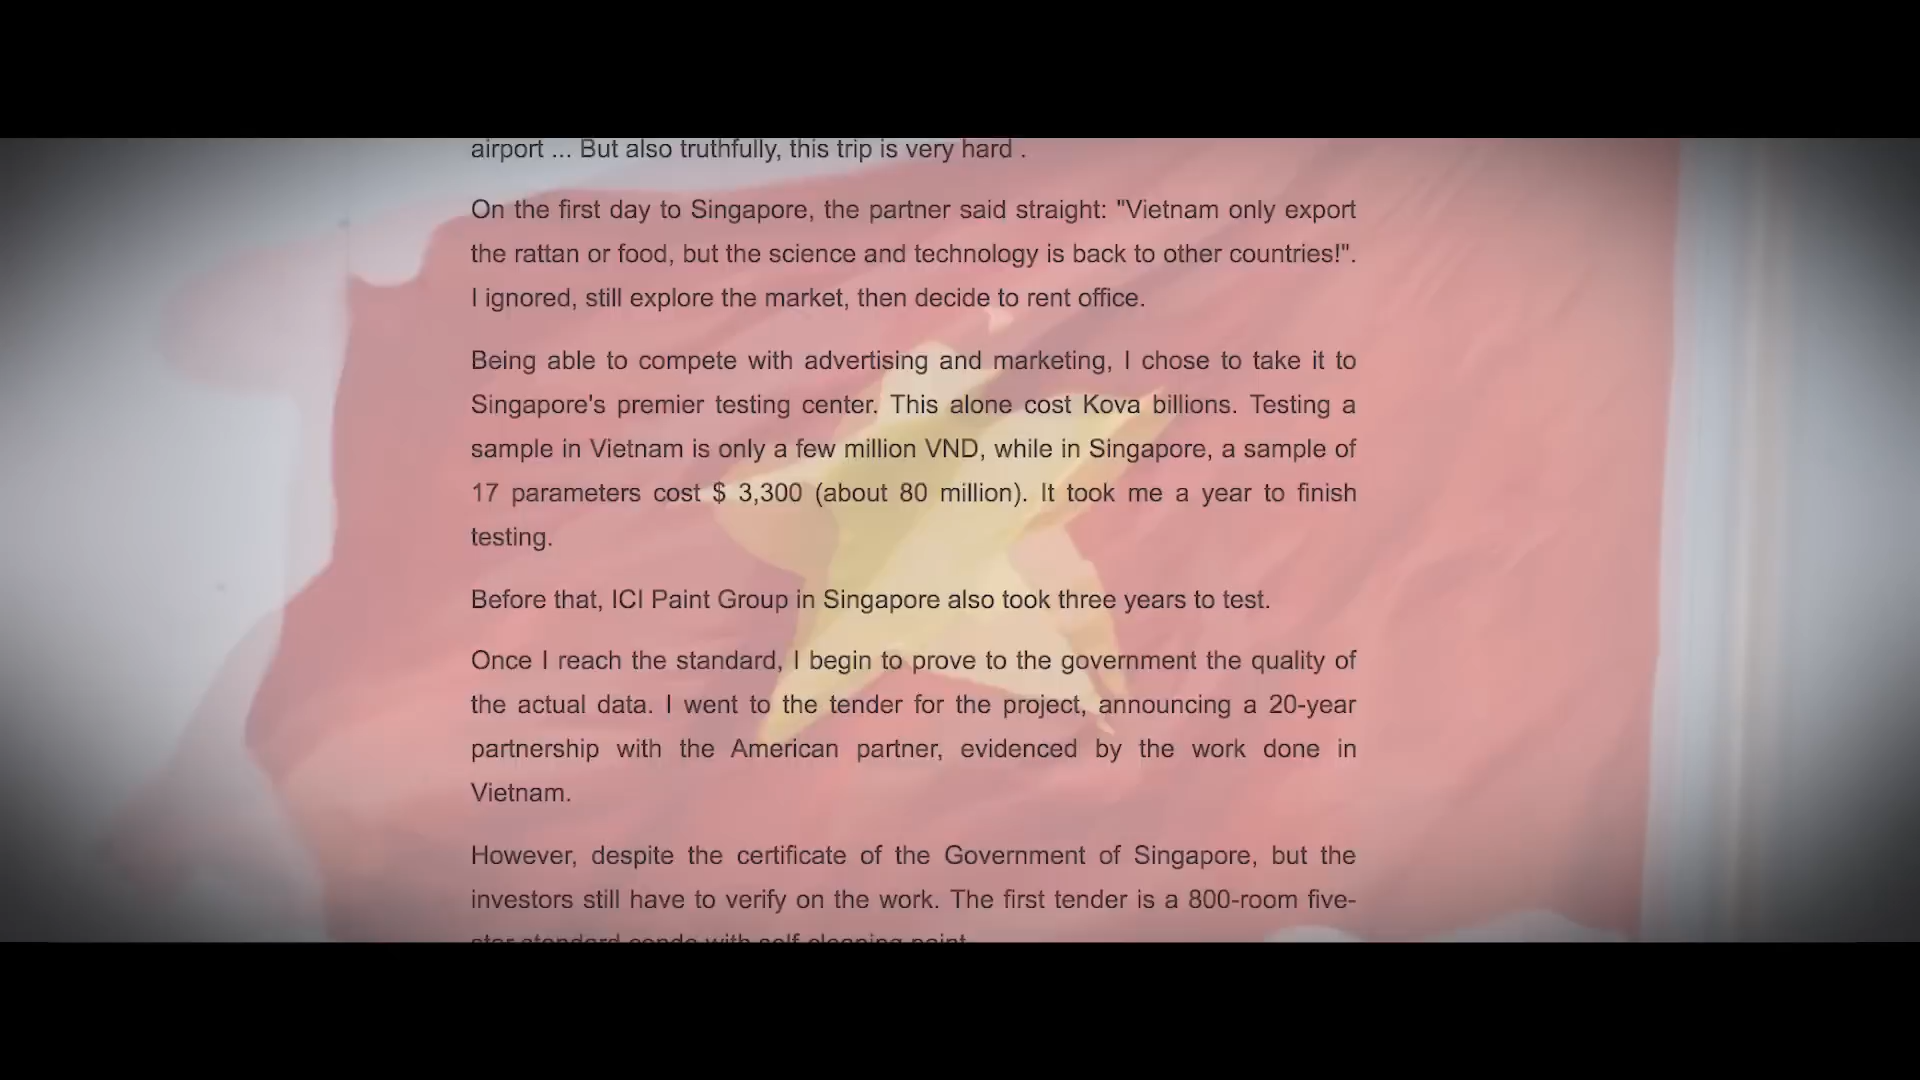 airport ... But also truthfully, this trip is very hard .
On the first day to Singapore, the partner said straight: "Vietnam only export
the rattan or food, but the science and technology is back to other countries!".
I ignored, still explore the market, then decide to rent office.
Being able to compete with advertising and marketing, I chose to take it to
Singapore's premier testing center. This alone cost Kova billions. Testing a
sample in Vietnam is only a few million VND, while in Singapore, a sample of
17 parameters cost $ 3,300 (about 80 million). It took me a year to finish
testing.
Before that, ICI Paint Group in Singapore also took three years to test.
Once I reach the standard, I begin to prove to the government the quality of
the actual data. I went to the tender for the project, announcing a 20-year
partnership with the American partner, evidenced by the work done in
Vietnam.
However, despite the certificate of the Government of Singapore, but the
investors still have to verify on the work. The first tender is a 800-room five-
star standard condo with self-cleaning paint.